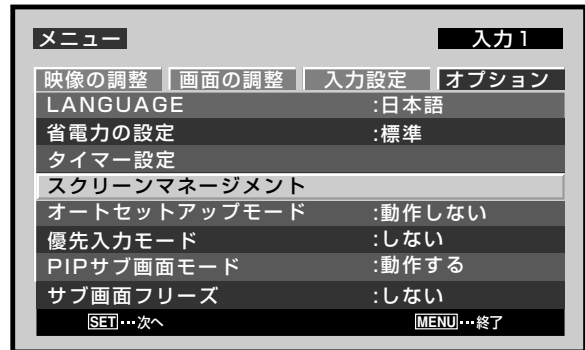 メニュー 入力1
映像の調整 画面の調整 入力設定 オプション
LANGUAGE :日本語
省電力の設定 :標準
タイマー設定
スクリーンマネージメント
オートセットアップモード :動作しない
優先入力モード :しない
PIPサブ画面モード :動作する
サブ画面フリーズ :しない
SET…次へ MENU…終了